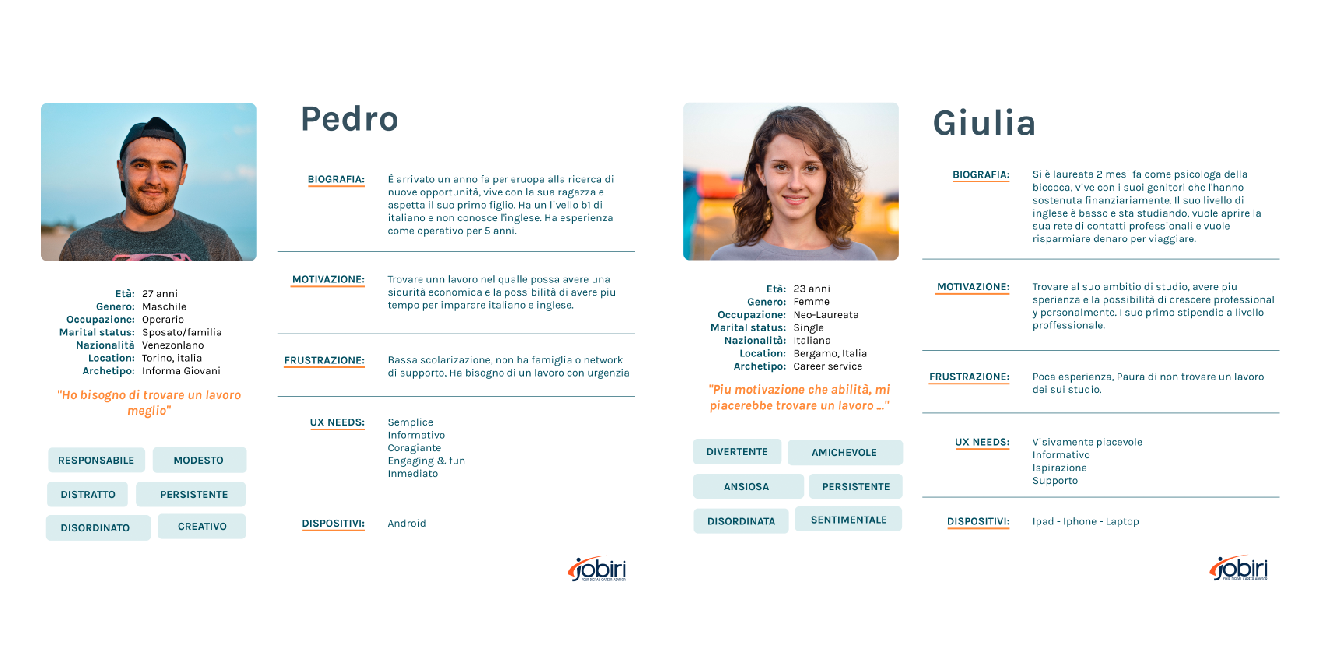 Pedro
BIOGRAFIA:
È arrivato un anno fa per eruopa alla ricerca di
nuove opportunità, vive con la sua ragazza e
aspetta il suo primo figlio. Ha un livello b1 di
italiano e non conosce l'inglese. Ha esperienza
come operativo per 5 anni.
MOTIVAZIONE:
Trovare unn lavoro nel qualle possa avere una
sicurità economica e la possibilità di avere piu
tempo per imparare italiano e inglese.
FRUSTRAZIONE:
Bassa scolarizzazione, non ha famiglia o network
di supporto, Ha bisogno di un lavoro con urgenzia
UX NEEDS:
Semplice
Informativo
Coragiante
Engaging & fun
Inmediato
DISPOSITIVI:
Android
Età: 27 anni
Genero: Maschile
Occupazione: Operario
Marital status: Sposato/familia
Nazionalità Venezonlano
Location: Torino, italia
Archetipo: Informa Giovani
"Ho bisogno di trovare un lavoro
meglio"
RESPONSABILE MODESTO
DISTRATTO PERSISTENTE
DISORDINATO CREATIVO
jobiri
Giulia
BIOGRAFIA:
Si è laureata 2 mesi fa come psicologa della
bicocca, vive con i suoi genitori che l'hanno
sostenuta finanziariamente. Il suo livello di
inglese è basso e sta studiando, vuole aprire la
sua rete di contatti professionali e vuole
risparmiare denaro per viaggiare.
MOTIVAZIONE:
Trovare al suo ambitio di studio, avere piu
sperienza e la possibilità di crescere professional
y personalmente. I suo primo stipendio a livello
proffessionale.
FRUSTRAZIONE:
Poca esperienza, Paura di non trovare un lavoro
dei sul studio.
UX NEEDS:
Visivamente piacevole
Informativo
Ispirazione
Supporto
DISPOSITIVI:
Ipad - Iphone - Laptop
Età: 23 anni
Genero: Femme
Occupazione: Neo-Laureata
Marital status: Single
Nazionalità: Italiana
Location: Bergamo, Italia
Archetipo: Career service
"Piu motivazione che abilità, mi
piacerebbe trovare un lavoro ..."
DIVERTENTE AMICHEVOLE
ANSIOSA PERSISTENTE
DISORDINATA SENTIMENTALE
jobiri